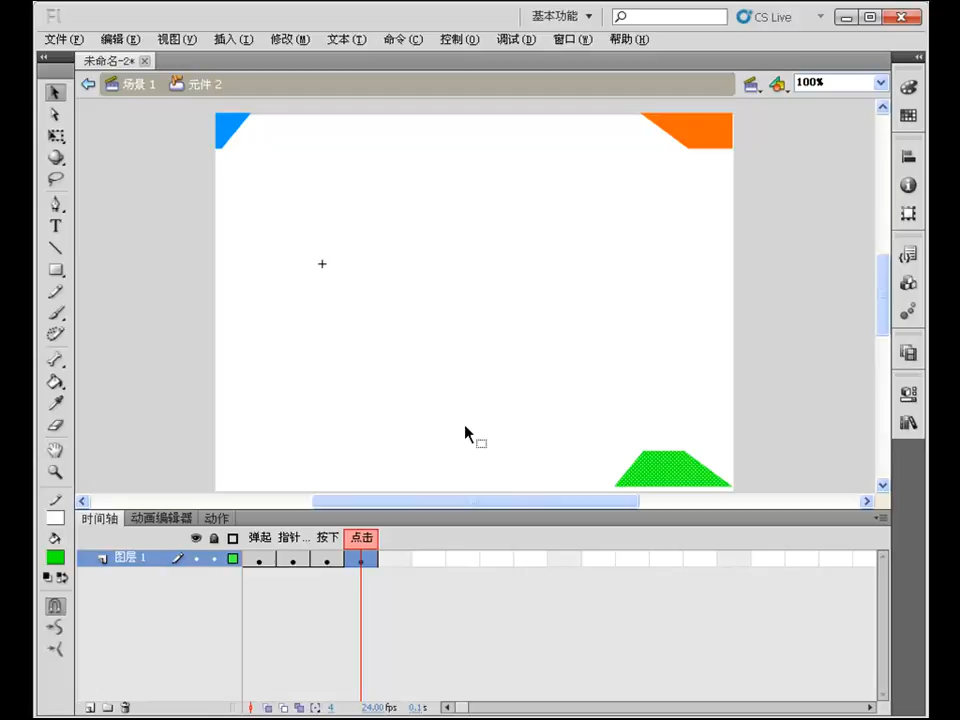 Fl 基本功能 CS Live
文件(F) 编辑(E) 视图(V) 插入(I) 修改(M) 文本(T) 命令(C) 控制(O) 调试(D) 窗口(W) 帮助(H)
未命名-2*
场景 1 元件 2 100%
时间轴 动画编辑器 动作
弹起 指针... 按下 点击
图层 1
4 24.00fps 0.1s